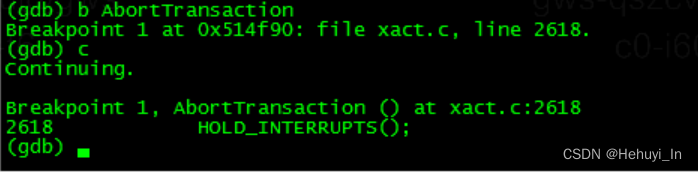 (gdb) b AbortTransaction
Breakpoint 1 at 0x514f90: file xact.c, line 2618.
(gdb) c
Continuing.
Breakpoint 1, AbortTransaction () at xact.c:2618
2618            HOLD_INTERRUPTS();
(gdb)
CSDN @Hehuyi_In